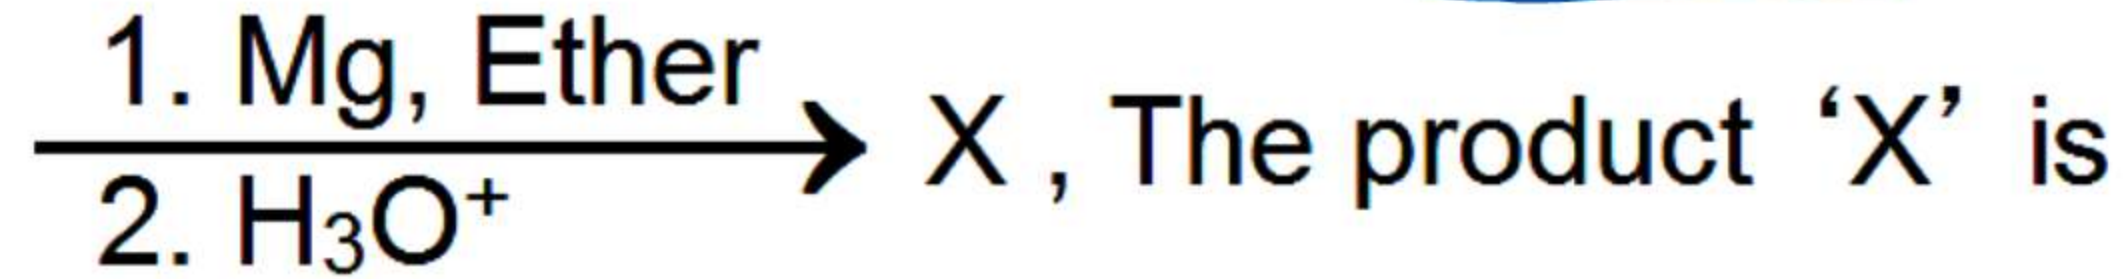 1. Mg, Ether
2. H₃O⁺
X , The product ‘X’ is